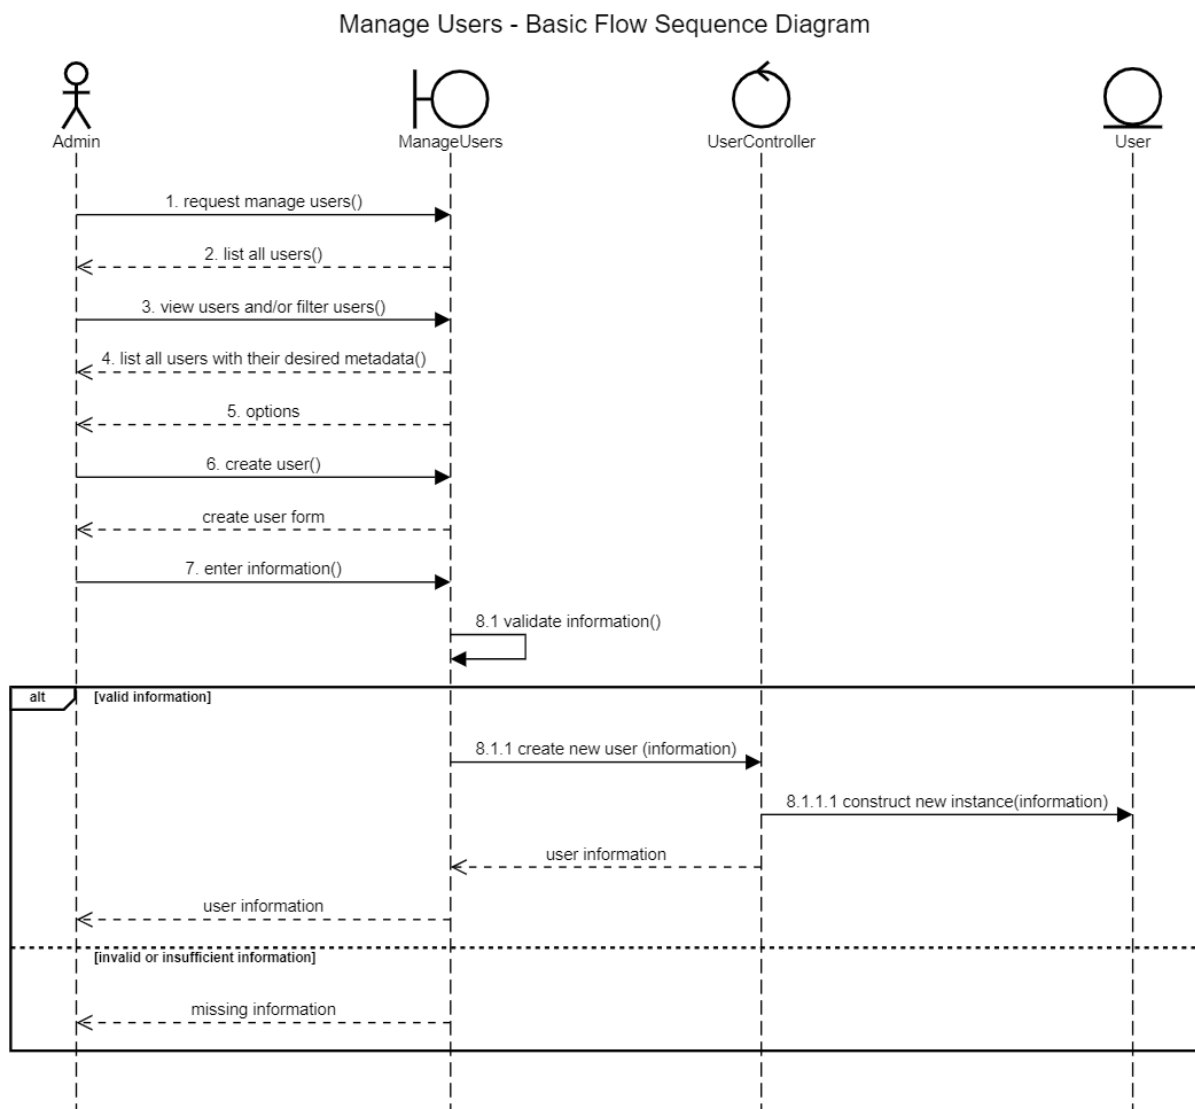 Manage Users - Basic Flow Sequence Diagram
Admin
ManageUsers
UserController
User
1. request manage users()
2. list all users()
3. view users and/or filter users()
4. list all users with their desired metadata()
5. options
6. create user()
create user form
7. enter information()
8.1 validate information()
alt
[valid information]
8.1.1 create new user (information)
8.1.1.1 construct new instance(information)
user information
user information
[invalid or insufficient information]
missing information